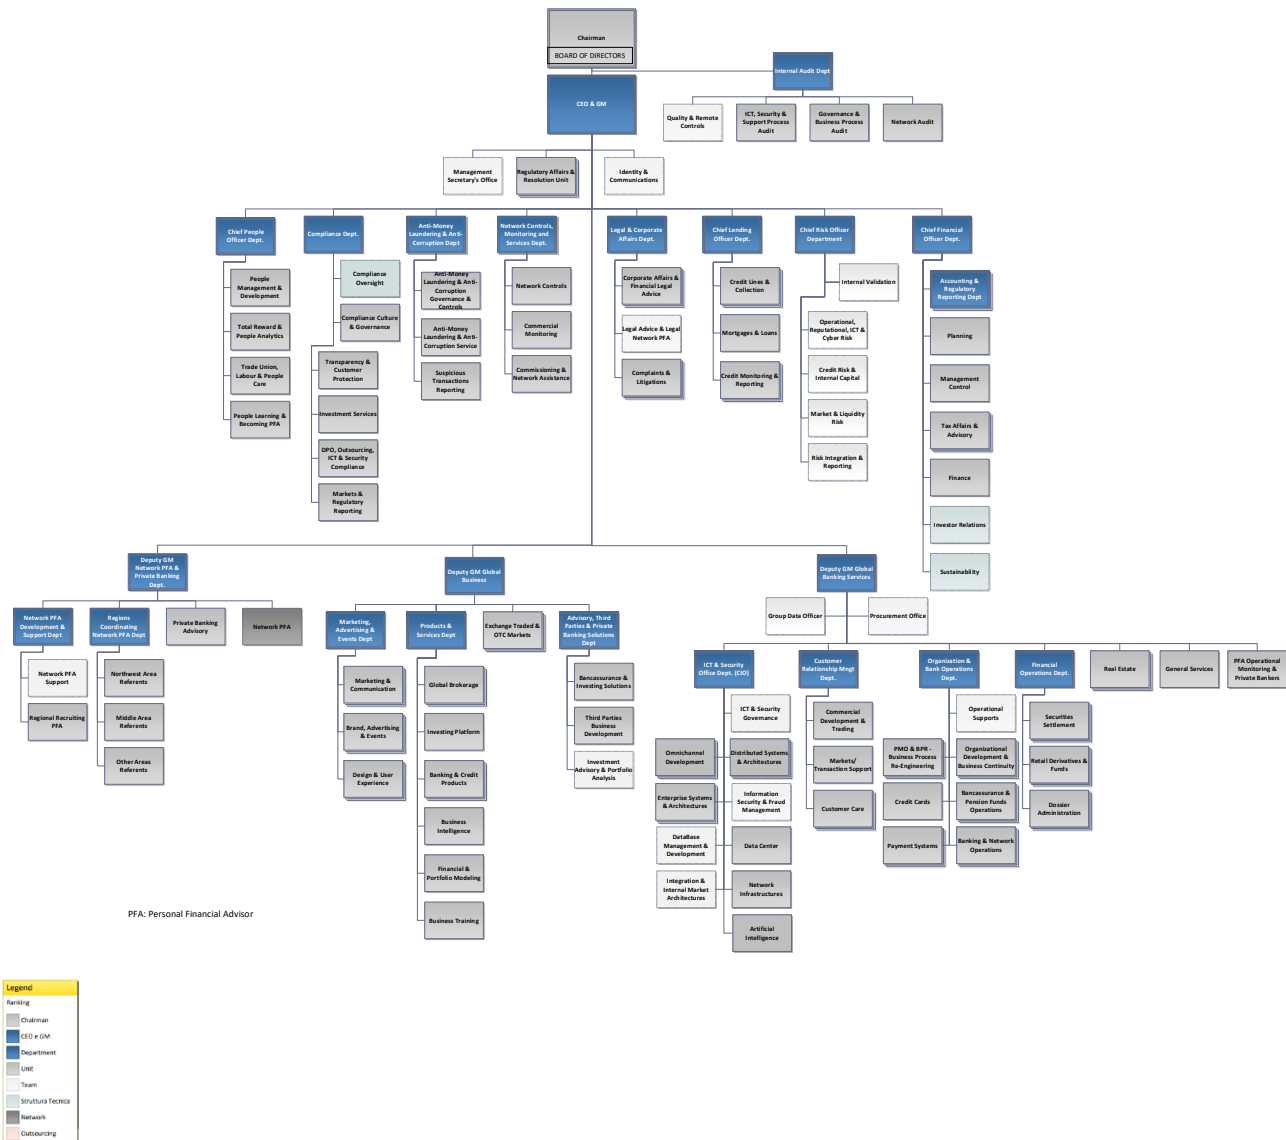 Chairman
BOARD OF DIRECTORS
Internal Audit Dept
CEO & GM
Quality & Remote
Controls
ICT, Security &
Support Process
Audit
Governance &
Business Process
Audit
Network Audit
Management
Secretary's Office
Regulatory Affairs &
Resolution Unit
Identity &
Communications
Chief People
Officer Dept.
Compliance Dept.
Anti-Money
Laundering & Anti-
Corruption Dept
Network Controls,
Monitoring and
Services Dept.
Legal & Corporate
Affairs Dept.
Chief Lending
Officer Dept.
Chief Risk Officer
Department
Chief Financial
Officer Dept.
People
Management &
Development
Total Reward &
People Analytics
Trade Union,
Labour & People
Care
People Learning &
Becoming PFA
Compliance
Oversight
Compliance Culture
& Governance
Transparency &
Customer
Protection
Investment Services
DPO, Outsourcing,
ICT & Security
Compliance
Markets &
Regulatory
Reporting
Anti-Money
Laundering & Anti-
Corruption
Governance &
Controls
Anti-Money
Laundering & Anti-
Corruption Service
Suspicious
Transactions
Reporting
Network Controls
Commercial
Monitoring
Commissioning &
Network Assistance
Corporate Affairs &
Financial Legal
Advice
Legal Advice & Legal
Network PFA
Complaints &
Litigations
Credit Lines &
Collection
Mortgages & Loans
Credit Monitoring &
Reporting
Internal Validation
Operational,
Reputational, ICT &
Cyber Risk
Credit Risk &
Internal Capital
Market & Liquidity
Risk
Risk Integration &
Reporting
Accounting &
Regulatory
Reporting Dept
Planning
Management
Control
Tax Affairs &
Advisory
Finance
Investor Relations
Sustainability
Deputy GM
Network PFA &
Private Banking
Dept.
Deputy GM Global
Business
Deputy GM Global
Banking Services
Network PFA
Development &
Support Dept
Regions
Coordinating
Network PFA Dept
Private Banking
Advisory
Network PFA
Network PFA
Support
Regional Recruiting
PFA
Northwest Area
Referents
Middle Area
Referents
Other Areas
Referents
Marketing,
Advertising &
Events Dept
Products &
Services Dept
Exchange Traded &
OTC Markets
Advisory, Third
Parties & Private
Banking Solutions
Dept
Marketing &
Communication
Brand, Advertising
& Events
Design & User
Experience
Global Brokerage
Investing Platform
Banking & Credit
Products
Business
Intelligence
Financial &
Portfolio Modeling
Business Training
Bancassurance &
Investing Solutions
Third Parties
Business
Development
Investment
Advisory & Portfolio
Analysis
Group Data Officer
Procurement Office
ICT & Security
Office Dept. (CIO)
Customer
Relationship Mngt
Dept.
Organization &
Bank Operations
Dept.
Financial
Operations Dept.
Real Estate
General Services
PFA Operational
Monitoring &
Private Bankers
ICT & Security
Governance
Omnichannel
Development
Distributed Systems
& Architectures
Enterprise Systems
& Architectures
Information
Security & Fraud
Management
DataBase
Management &
Development
Data Center
Integration &
Internal Market
Architectures
Network
Infrastructures
Artificial
Intelligence
Commercial
Development &
Trading
Markets/
Transaction Support
Customer Care
Operational
Supports
PMO & BPR -
Business Process
Re-Engineering
Organizational
Development &
Business Continuity
Credit Cards
Bancassurance &
Pension Funds
Operations
Payment Systems
Banking & Network
Operations
Securities
Settlement
Retail Derivatives &
Funds
Dossier
Administration
PFA: Personal Financial Advisor
Legend
Ranking
Chairman
CEO e GM
Department
Unit
Team
Struttura Tecnica
Network
Outsourcing